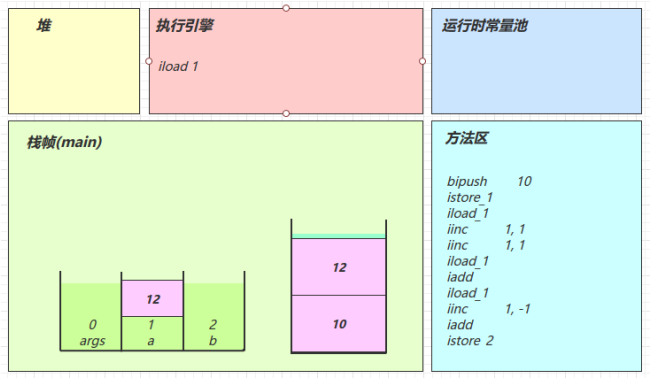 堆
执行引擎
iload 1
运行时常量池
栈帧(main)
12
0 1 2
args a b
12
10
方法区
bipush 10
istore_1
iload_1
iinc 1, 1
iinc 1, 1
iload_1
iadd
iload_1
iinc 1, -1
iadd
istore 2